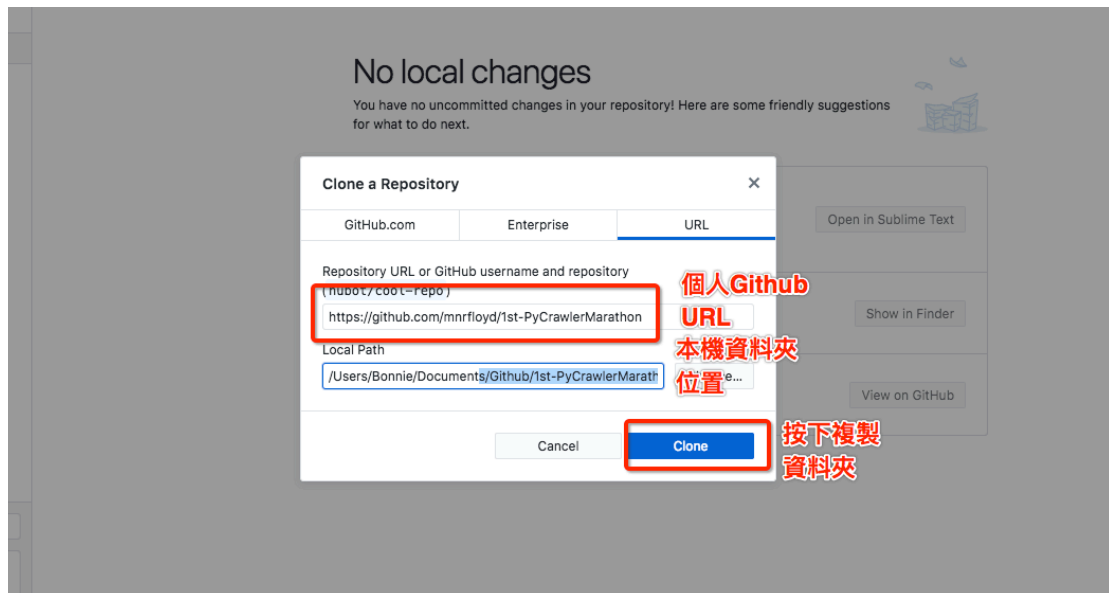 No local changes
You have no uncommitted changes in your repository! Here are some friendly suggestions
for what to do next.
Clone a Repository
GitHub.com
Enterprise
URL
Open in Sublime Text
Repository URL or GitHub username and repository
(hubot/cool-repo)
https://github.com/mnrfloyd/1st-PyCrawlerMarathon
個人Github
URL
Show in Finder
Local Path
/Users/Bonnie/Documents/Github/1st-PyCrawlerMarath
本機資料夾
位置
View on GitHub
Cancel
Clone
按下複製
資料夾